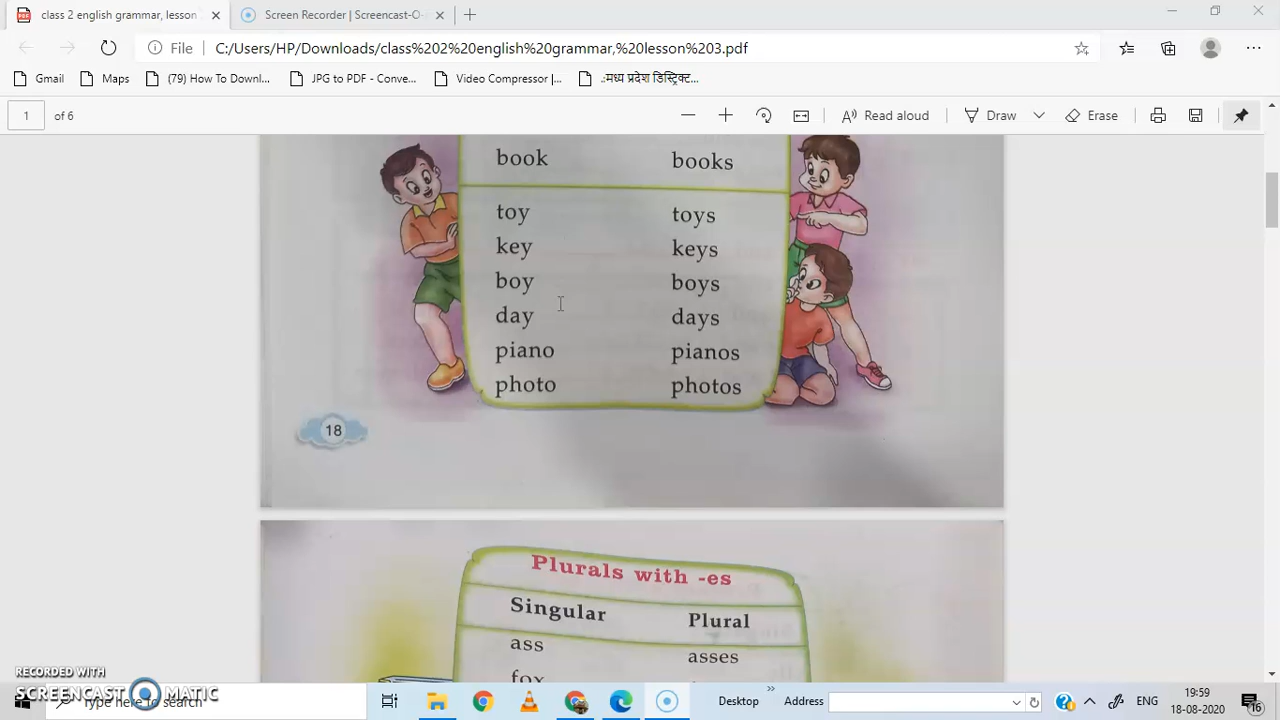 class 2 english grammar, lesson
Screen Recorder | Screencast-O-
File C:/Users/HP/Downloads/class%202%20english%20grammar,%20lesson%203.pdf
Gmail Maps (79) How To Downl... JPG to PDF - Conve... Video Compressor |... .:मध्य प्रदेश डिस्ट्रिक्ट...
1 of 6 Read aloud Draw Erase
book books
toy toys
key keys
boy boys
day days
piano pianos
photo photos
18
Plurals with -es
Singular Plural
ass asses
fox
RECORDED WITH
SCREENCAST MATIC
Type here to search
Desktop Address ENG
19:59
18-08-2020
16